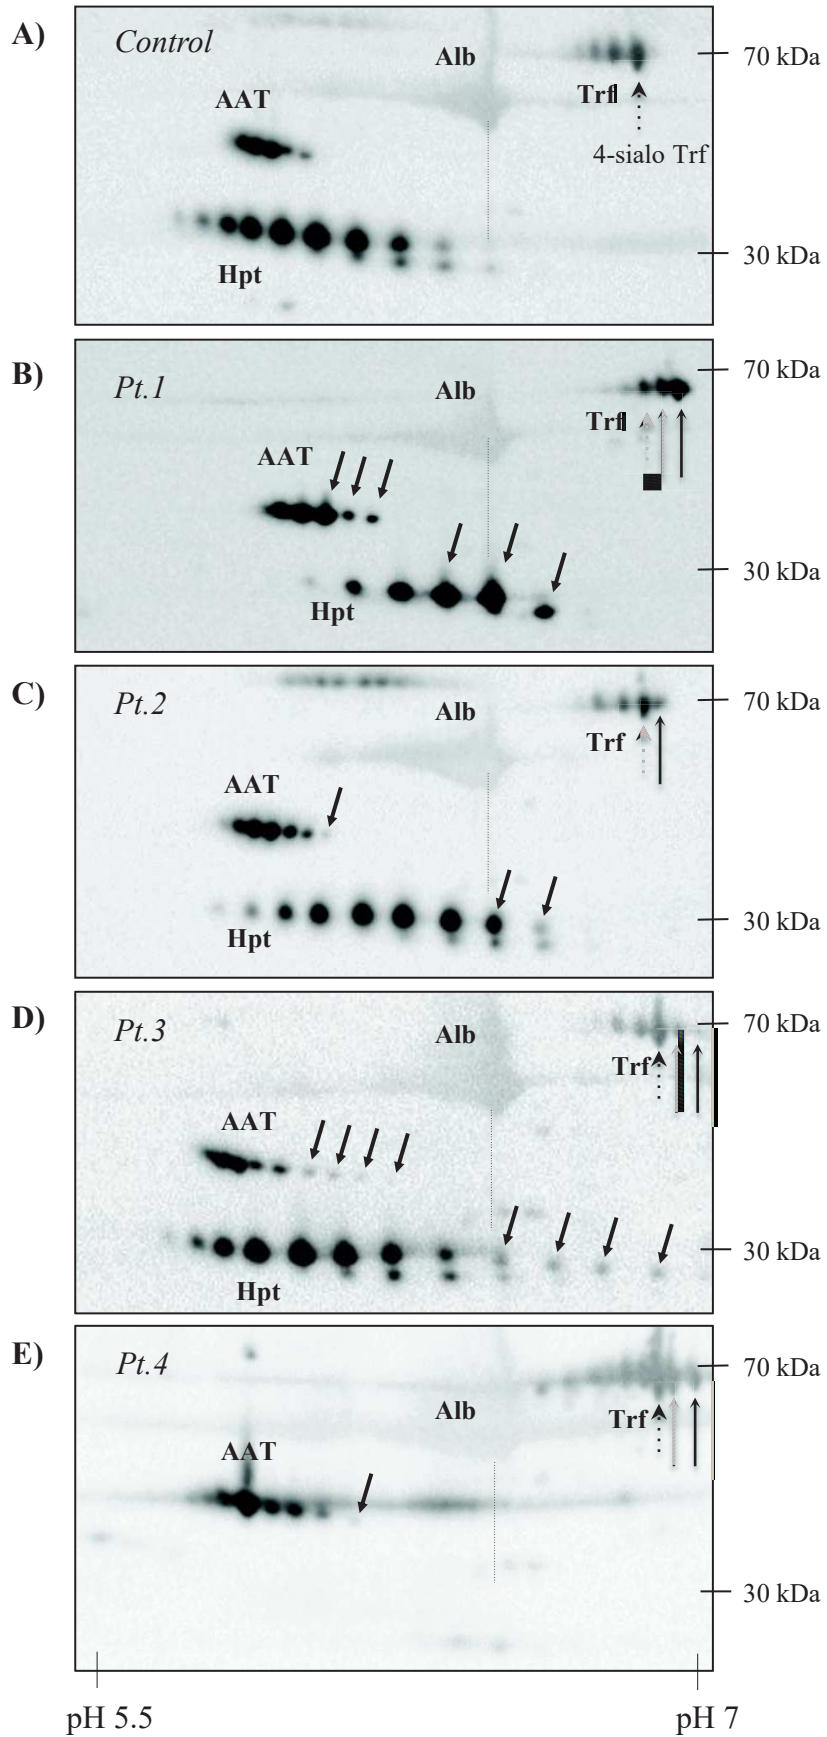 A)
Control
Alb
70 kDa
AAT
Trf
4-sialo Trf
Hpt
30 kDa
B)
Pt.1
Alb
70 kDa
Trf
AAT
Hpt
30 kDa
C)
Pt.2
Alb
70 kDa
Trf
AAT
Hpt
30 kDa
D)
Pt.3
Alb
70 kDa
Trf
AAT
Hpt
30 kDa
E)
Pt.4
Alb
70 kDa
Trf
AAT
30 kDa
pH 5.5
pH 7